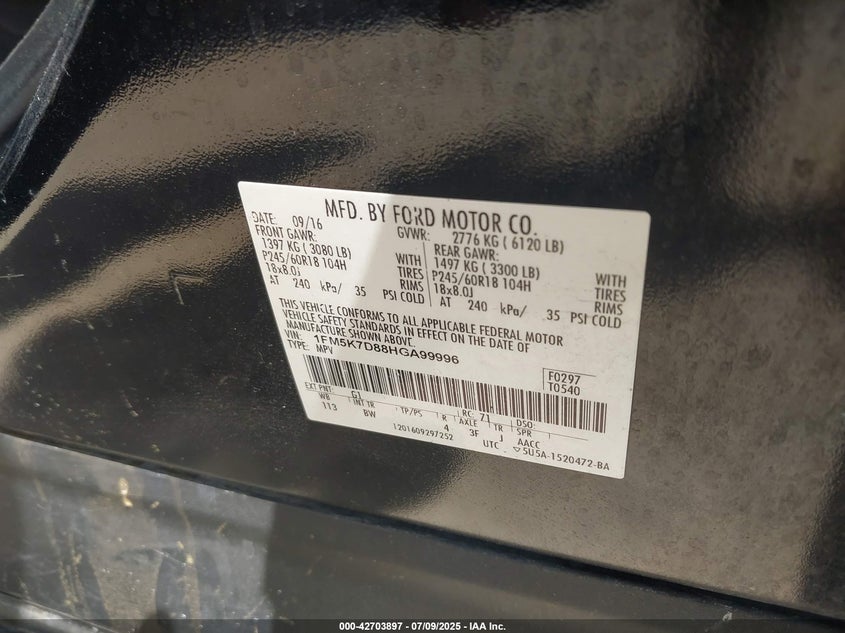 MFD. BY FORD MOTOR CO.
DATE: 09/16 GVWR: 2776 KG ( 6120 LB)
FRONT GAWR: REAR GAWR:
1397 KG ( 3080 LB) WITH 1497 KG ( 3300 LB) WITH
P245/60R18 104H TIRES P245/60R18 104H TIRES
18x8.0J RIMS 18x8.0J RIMS
AT 240 kPa/ 35 PSI COLD AT 240 kPa/ 35 PSI COLD
THIS VEHICLE CONFORMS TO ALL APPLICABLE FEDERAL MOTOR
VEHICLE SAFETY STANDARDS IN EFFECT ON THE DATE OF
MANUFACTURE SHOWN ABOVE.
VIN: 1FM5K7D88HGA99996
TYPE: MPV
F0297
T0540
EXT PNT: G1 RC: 71 DSO:
WB INT TR TP/PS R AXLE TR SPR
113 BW 4 3F J AACC
1201609297252 UTC ▽5U5A-1520472-BA
000-42703897 / 07/09/2025 - IAA Inc.